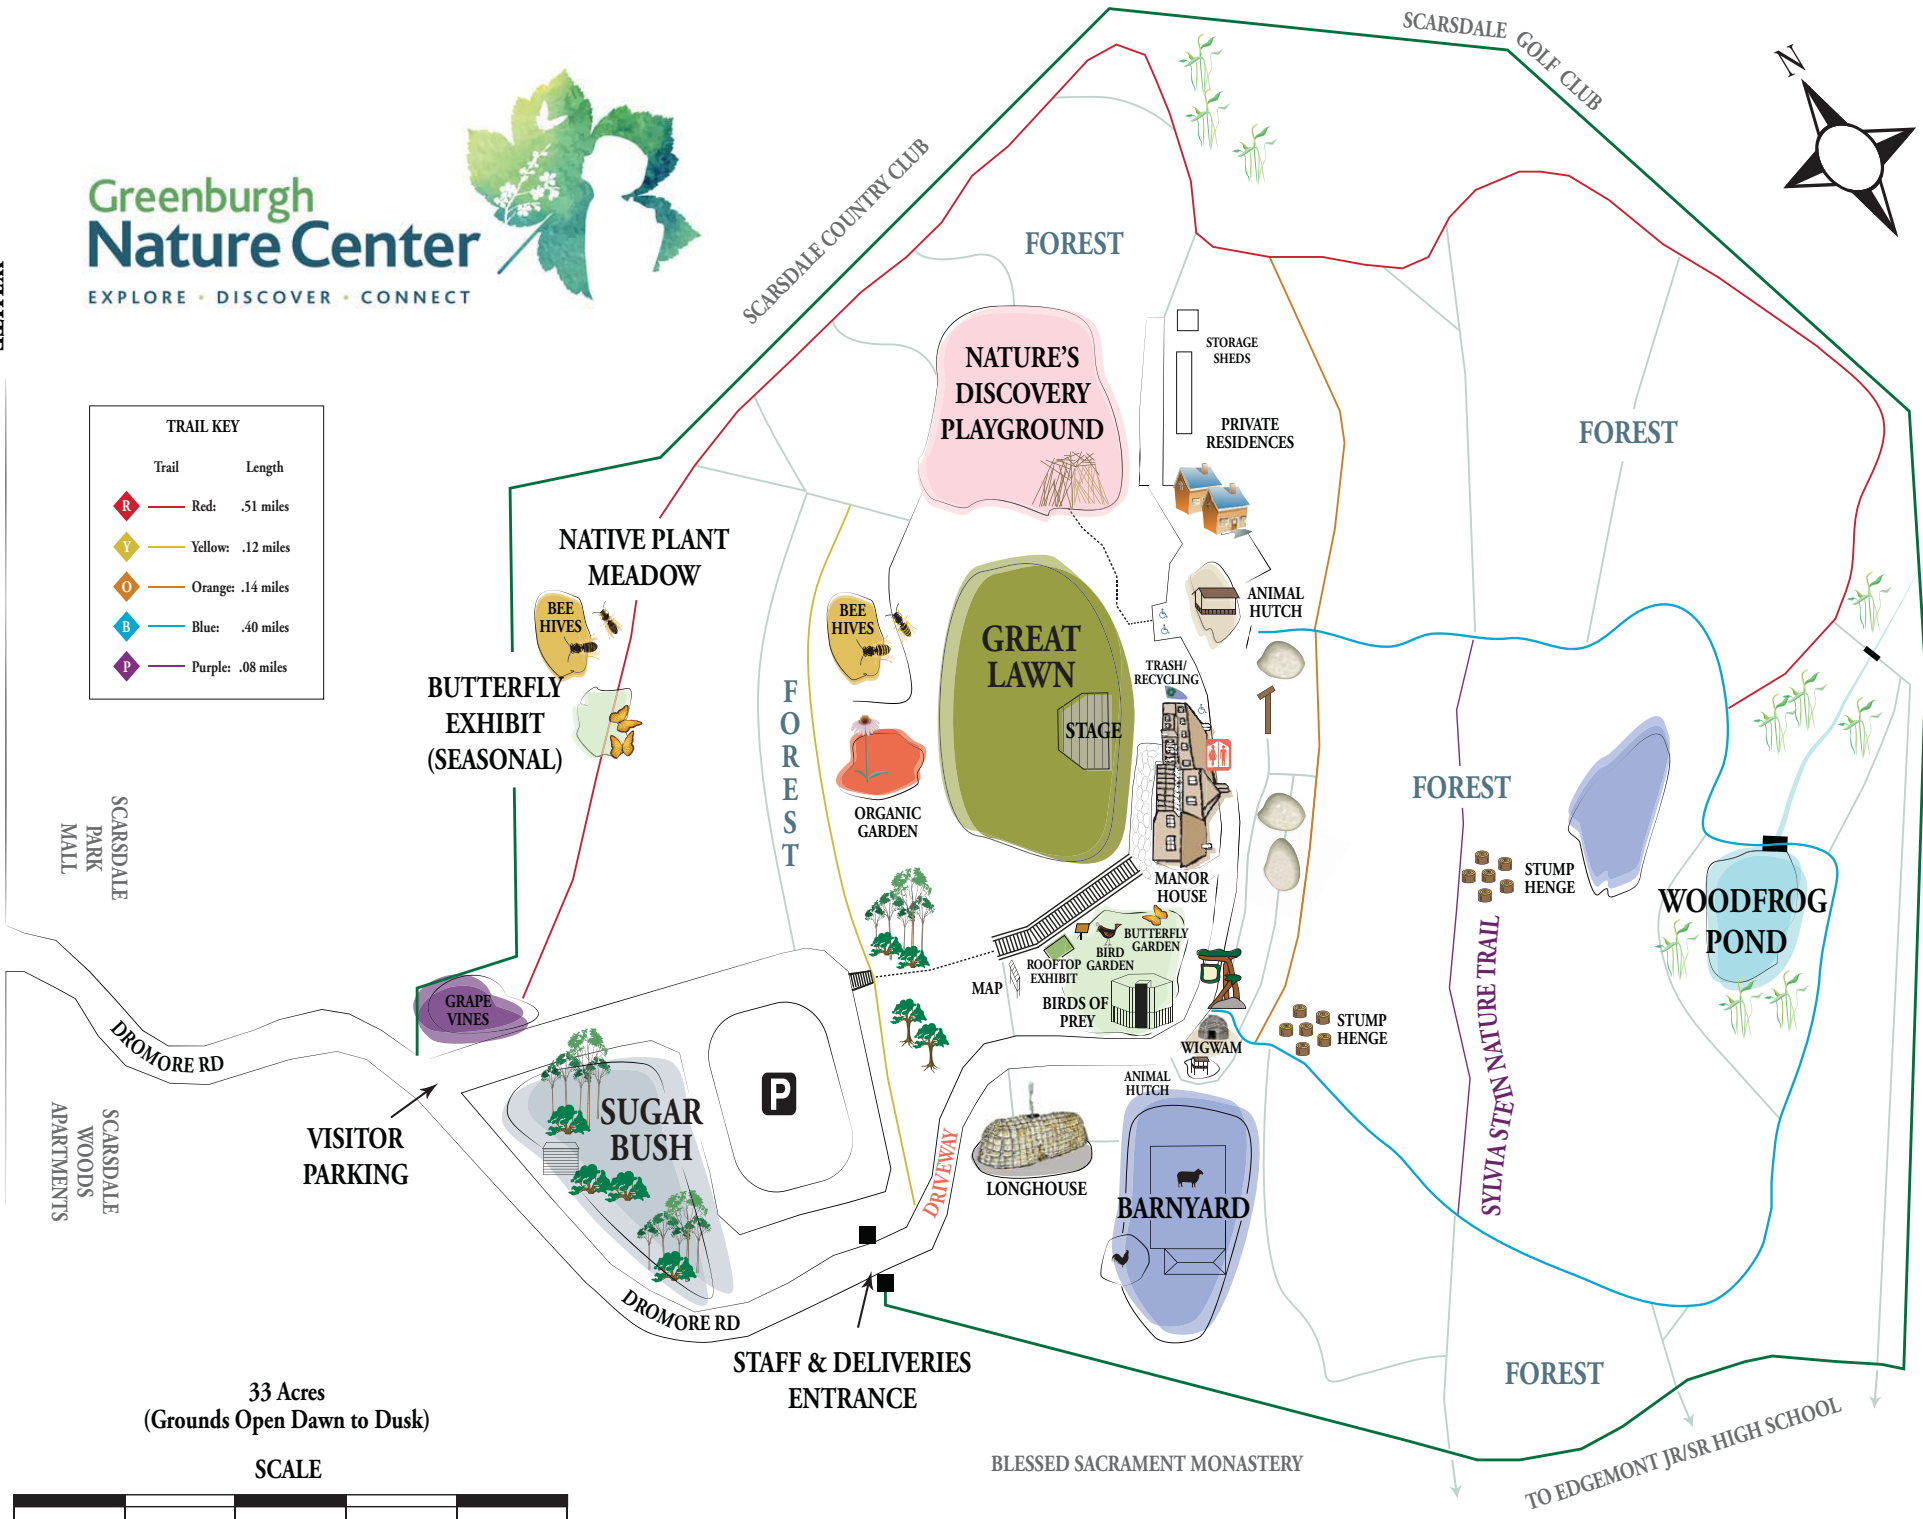 Greenburgh
Nature Center
EXPLORE · DISCOVER · CONNECT
TRAIL KEY
Trail Length
R Red: .51 miles
Y Yellow: .12 miles
O Orange: .14 miles
B Blue: .40 miles
P Purple: .08 miles
SCARSDALE GOLF CLUB
N
SCARSDALE COUNTRY CLUB
FOREST
NATURE'S
DISCOVERY
PLAYGROUND
STORAGE
SHEDS
PRIVATE
RESIDENCES
FOREST
NATIVE PLANT
MEADOW
BEE
HIVES
BEE
HIVES
ANIMAL
HUTCH
GREAT
LAWN
STAGE
TRASH/
RECYCLING
BUTTERFLY
EXHIBIT
(SEASONAL)
FOREST
ORGANIC
GARDEN
MANOR
HOUSE
FOREST
STUMP
HENGE
WOODFROG
POND
SYLVIA STEIN NATURE TRAIL
SCARSDALE
PARK
MALL
BUTTERFLY
GARDEN
BIRD
GARDEN
ROOFTOP
EXHIBIT
MAP
BIRDS OF
PREY
GRAPE
VINES
STUMP
HENGE
WIGWAM
ANIMAL
HUTCH
DROMORE RD
P
SUGAR
BUSH
VISITOR
PARKING
SCARSDALE
WOODS
APARTMENTS
DRIVEWAY
LONGHOUSE
BARNYARD
DROMORE RD
STAFF & DELIVERIES
ENTRANCE
FOREST
33 Acres
(Grounds Open Dawn to Dusk)
SCALE
BLESSED SACRAMENT MONASTERY
TO EDGEMONT JR/SR HIGH SCHOOL